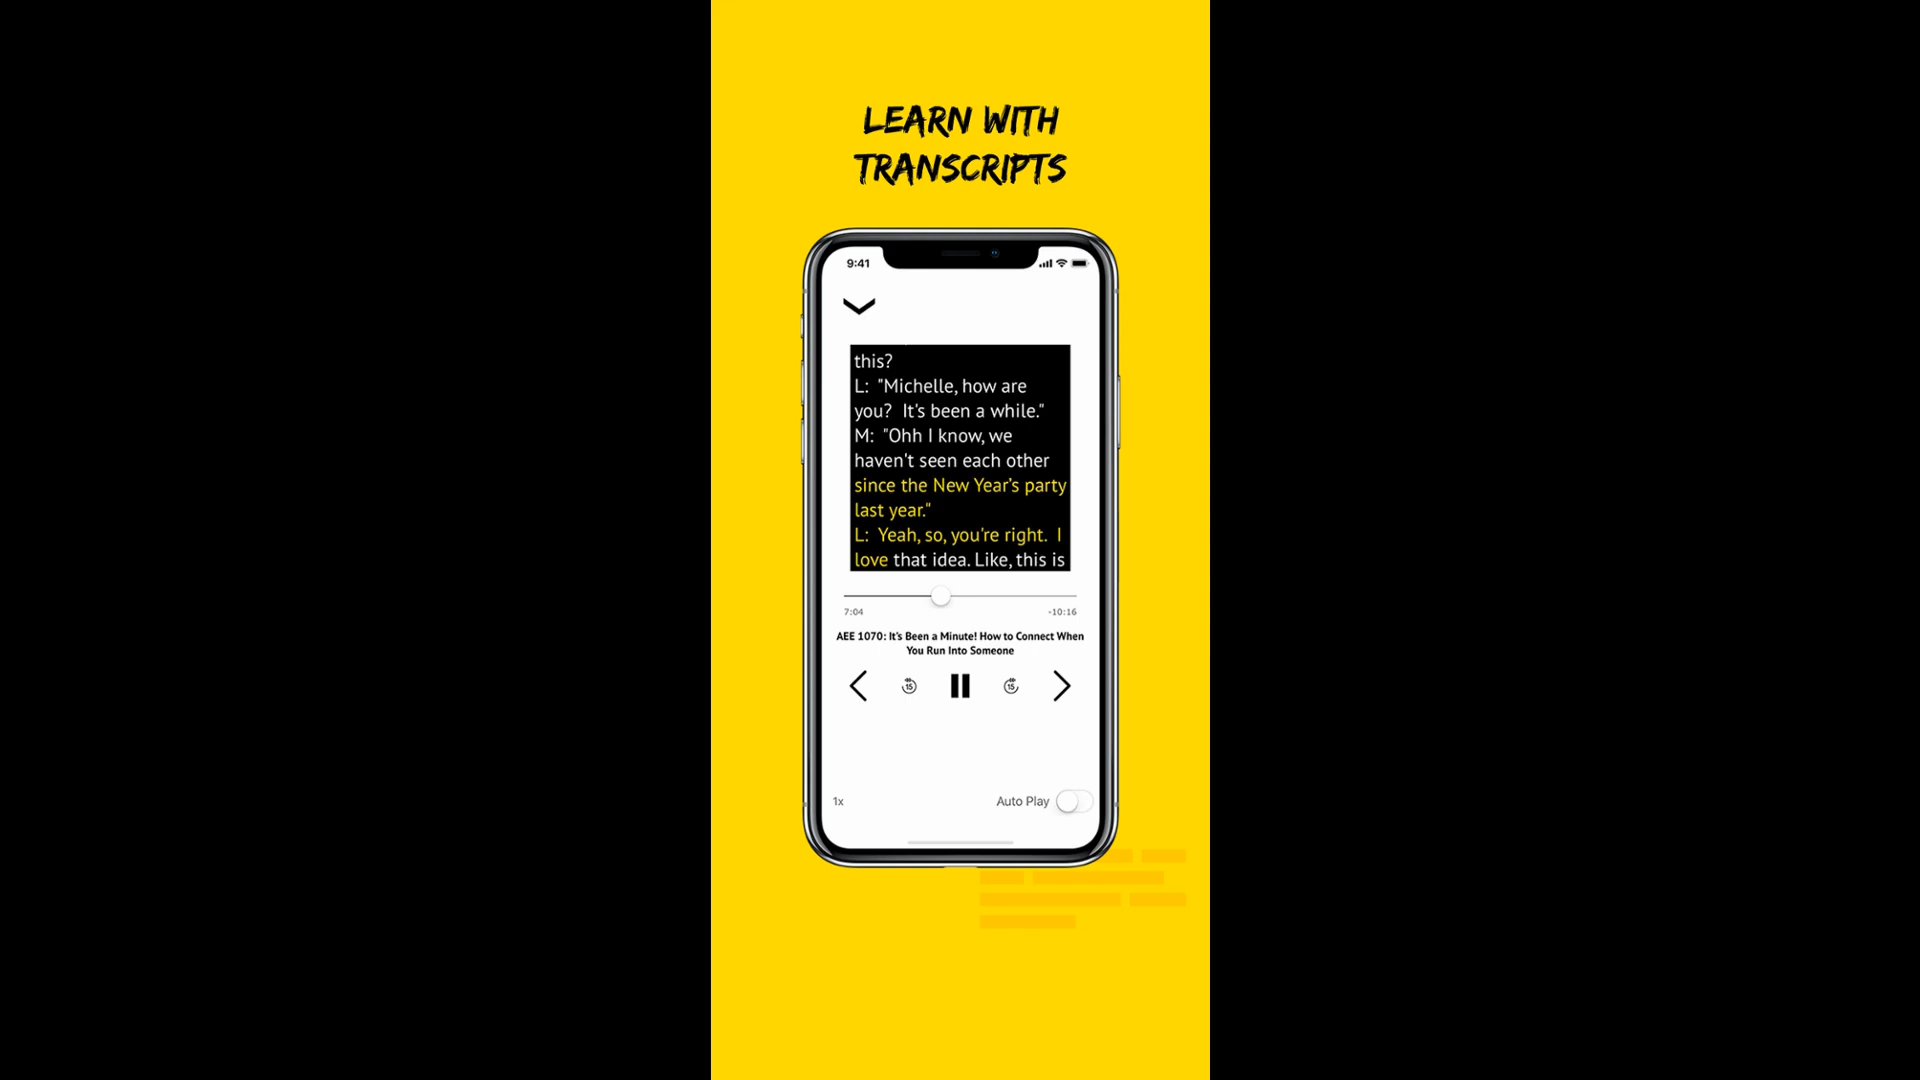 LEARN WITH
TRANSCRIPTS
9:41
this?
L:  "Michelle, how are
you?  It's been a while."
M:  "Ohh I know, we
haven't seen each other
since the New Year's party
last year."
L:  Yeah, so, you're right.  I
love that idea. Like, this is
7:04
-10:16
AEE 1070: It's Been a Minute! How to Connect When
You Run Into Someone
15
15
1x
Auto Play